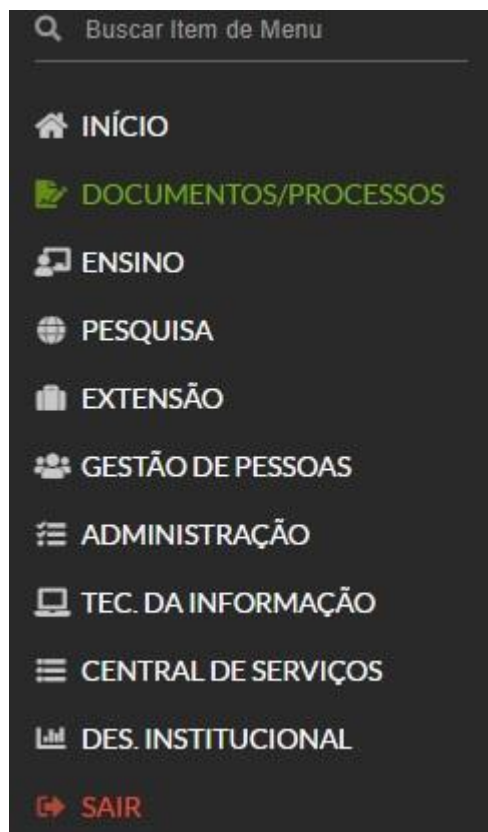 Buscar Item de Menu
INÍCIO
DOCUMENTOS/PROCESSOS
ENSINO
PESQUISA
EXTENSÃO
GESTÃO DE PESSOAS
ADMINISTRAÇÃO
TEC. DA INFORMAÇÃO
CENTRAL DE SERVIÇOS
DES. INSTITUCIONAL
SAIR